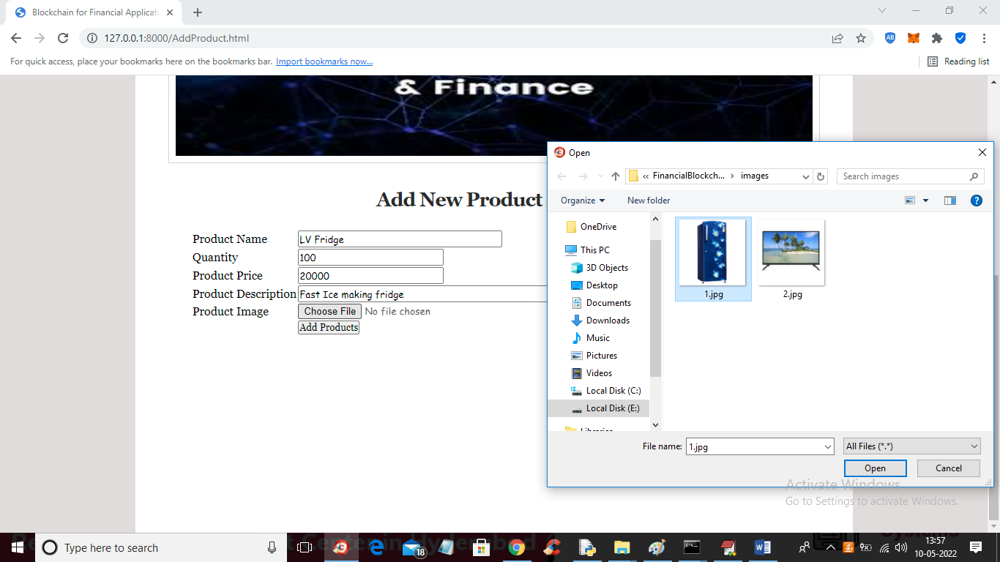 Blockchain for Financial Applicati
127.0.0.1:8000/AddProduct.html
AB
For quick access, place your bookmarks here on the bookmarks bar. Import bookmarks now...
Reading list
& Finance
Add New Product
Product Name LV Fridge
Quantity 100
Product Price 20000
Product Description Fast Ice making fridge
Product Image Choose File No file chosen
Add Products
Open
« FinancialBlockch... › images
Search images
Organize
New folder
OneDrive
This PC
3D Objects
Desktop
Documents
Downloads
Music
Pictures
Videos
Local Disk (C:)
Local Disk (E:)
Libraries
1.jpg
2.jpg
File name: 1.jpg
All Files (*.*)
Open
Cancel
Activate Windows
Go to Settings to activate Windows.
Type here to search
18
13:57
10-05-2022